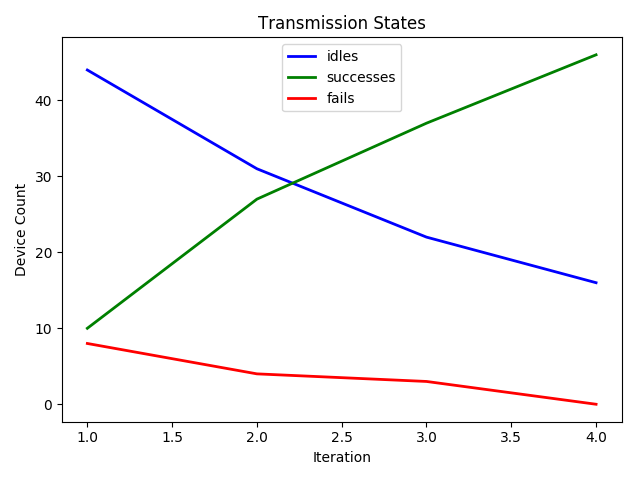 Transmission States
idles
successes
fails
Device Count
40
30
20
10
0
1.0 1.5 2.0 2.5 3.0 3.5 4.0
Iteration